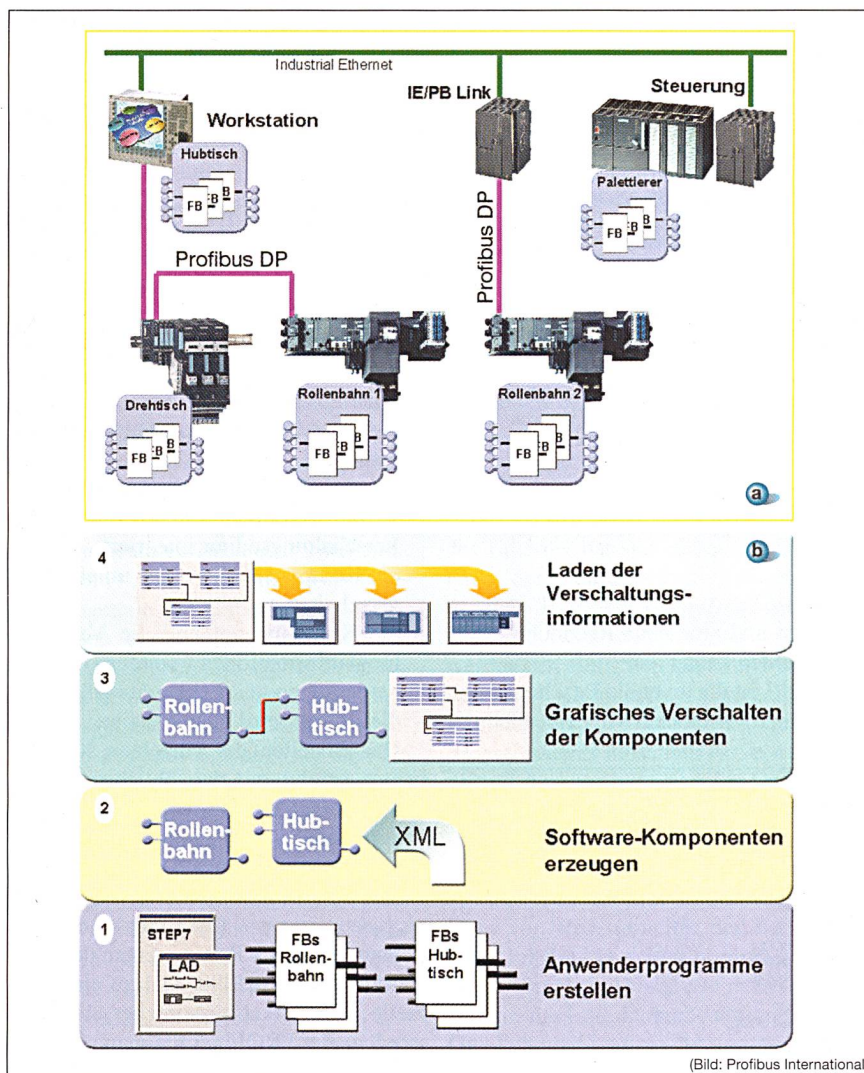 Industrial Ethernet
IE/PB Link
Steuerung
Workstation
Hubtisch
FB
FB
B
Palettierer
FB
EB
B
Profibus DP
Profibus DP
Drehtisch
FB
FB
B
Rollenbahn 1
FB
B
Rollenbahn 2
FB
B
a
b
4
Laden der
Verschaltungs-
informationen
3
Rollen-
bahn
Hub-
tisch
Grafisches Verschalten
der Komponenten
2
Rollen-
bahn
Hub-
tisch
XML
Software-Komponenten
erzeugen
1
STEP7
LAD
FBs
Rollen-
bahn
FBs
Hub-
tisch
Anwenderprogramme
erstellen
(Bild: Profibus International)